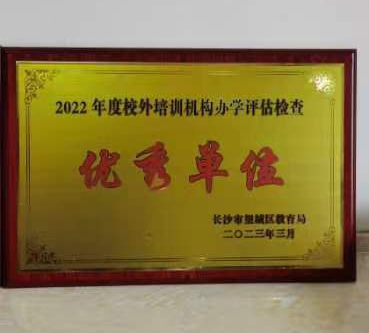 2022年度校外培训机构办学评估检查
优秀单位
长沙市望城区教育局
二〇二三年三月